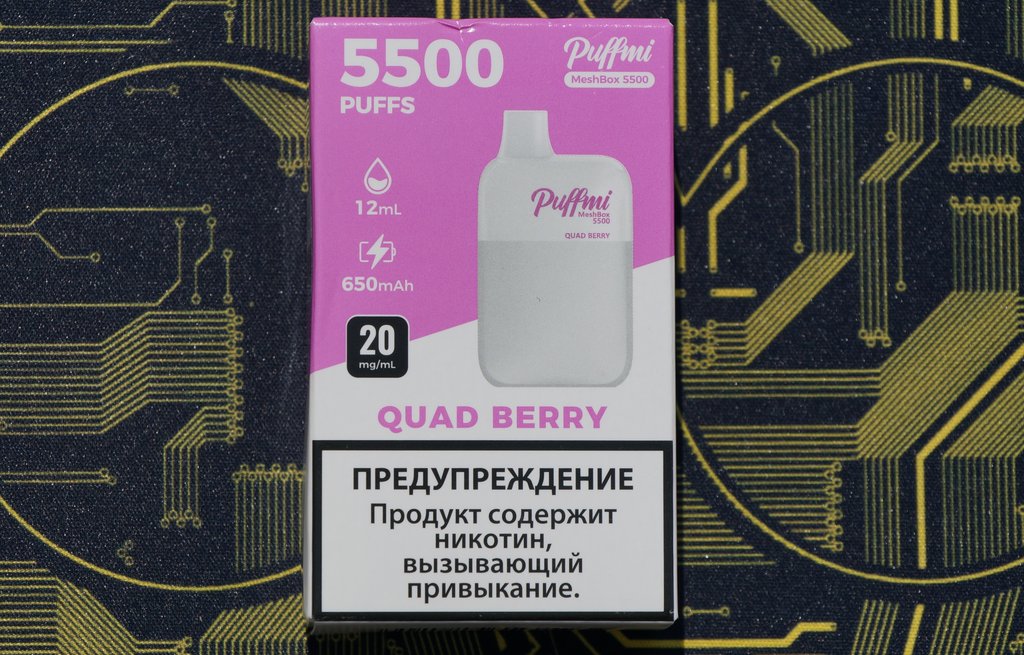 5500
PUFFS
Puffmi
MeshBox 5500
12mL
650mAh
20
mg/mL
Puffmi
MeshBox
5500
QUAD BERRY
QUAD BERRY
ПРЕДУПРЕЖДЕНИЕ
Продукт содержит
никотин,
вызывающий
привыкание.